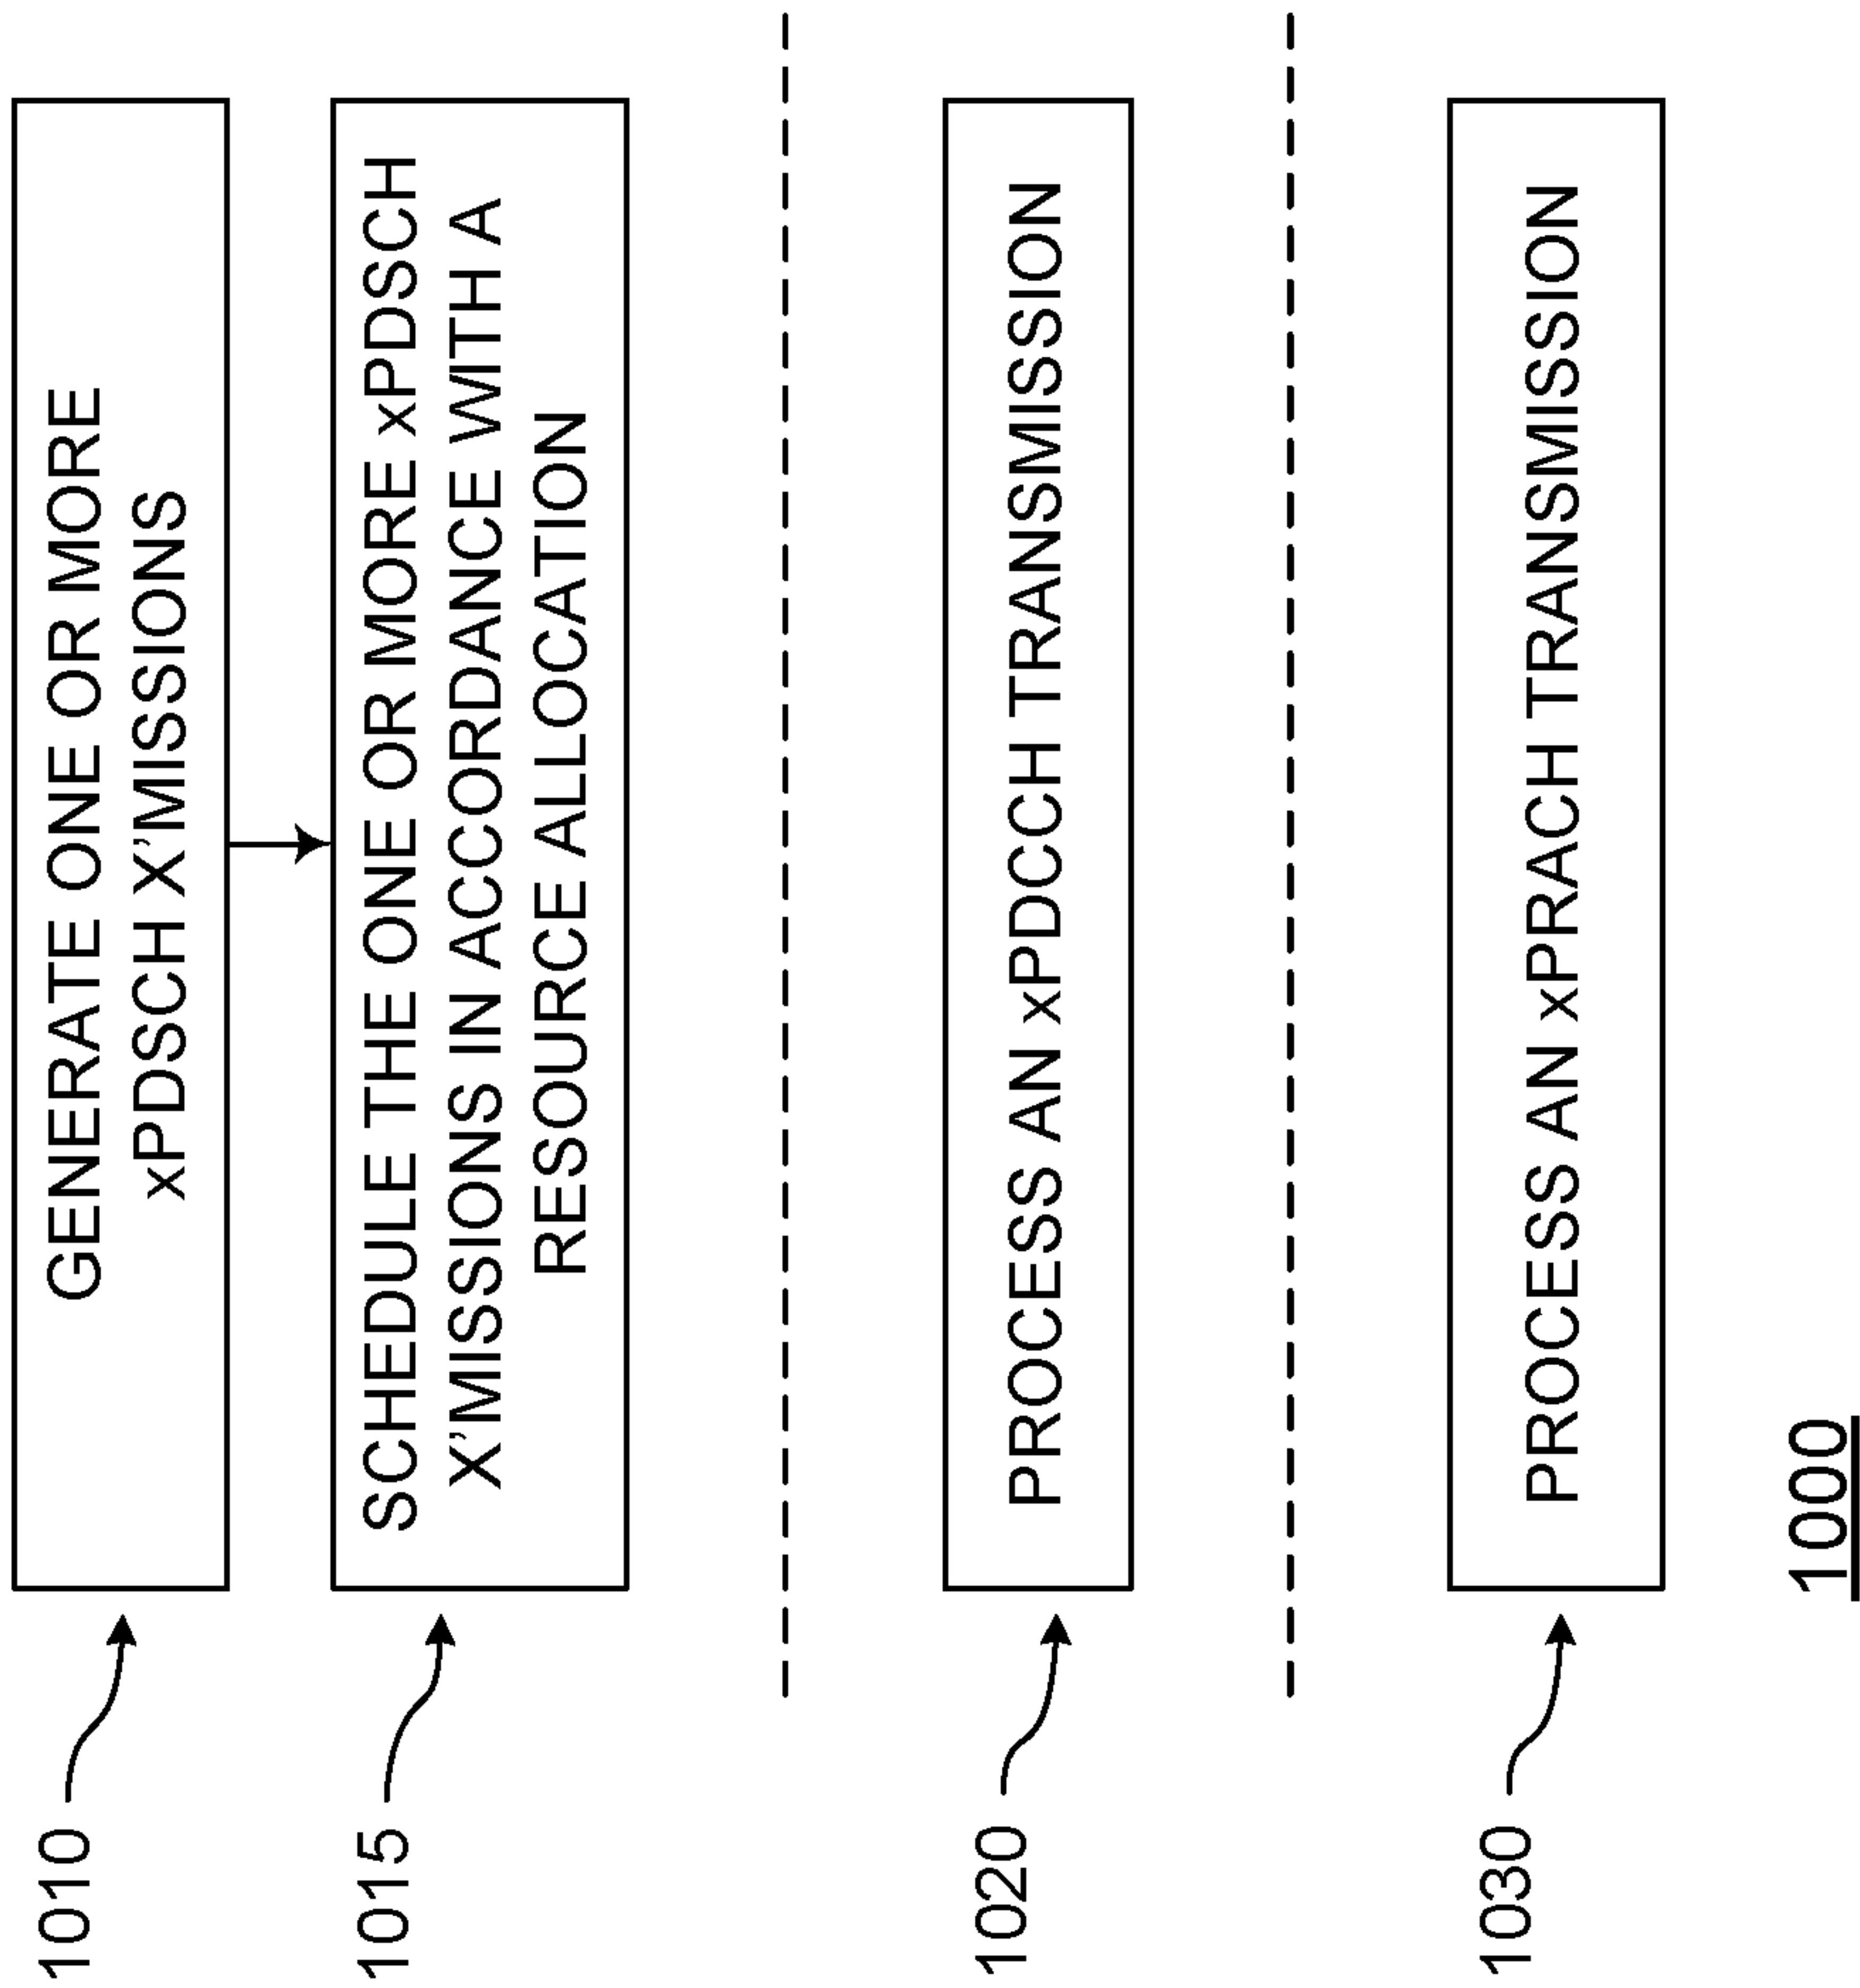 1010
GENERATE ONE OR MORE
xPDSCH X'MISSIONS
1015
SCHEDULE THE ONE OR MORE xPDSCH
X'MISSIONS IN ACCORDANCE WITH A
RESOURCE ALLOCATION
1020
PROCESS AN xPDCCH TRANSMISSION
1030
PROCESS AN xPRACH TRANSMISSION
1000